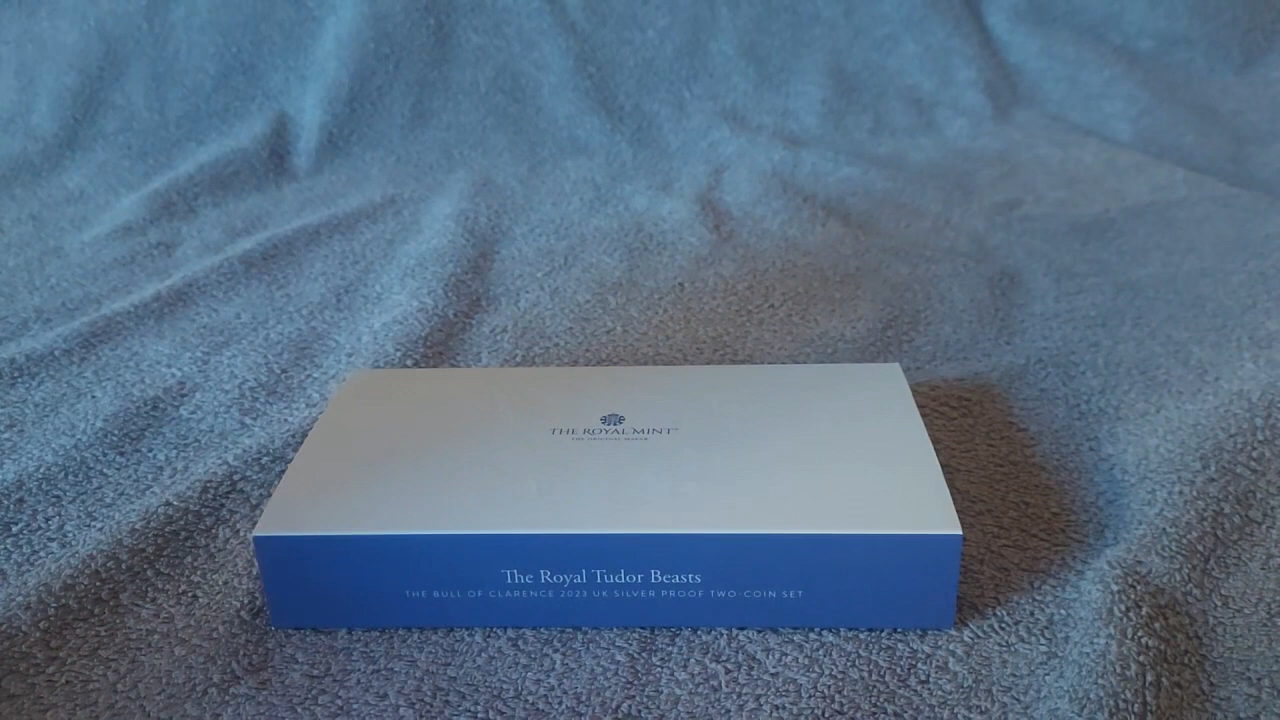 THE ROYAL MINT™
THE ORIGINAL MAKER
The Royal Tudor Beasts
THE BULL OF CLARENCE 2023 UK SILVER PROOF TWO-COIN SET